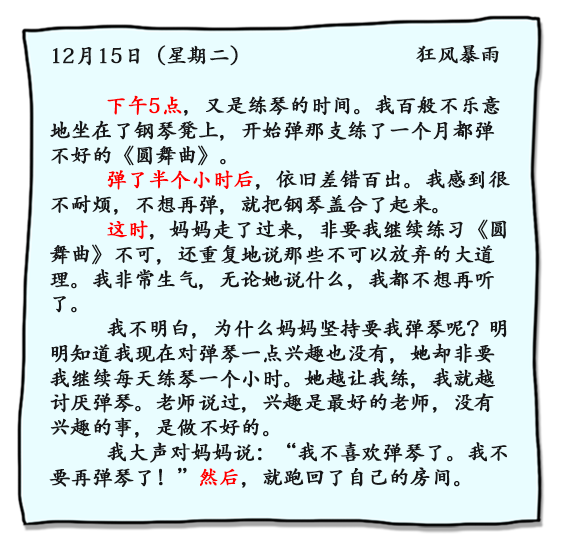 12月15日（星期二） 狂风暴雨
下午5点，又是练琴的时间。我百般不乐意
地坐在了钢琴凳上，开始弹那支练了一个月都弹
不好的《圆舞曲》。
弹了半个小时后，依旧差错百出。我感到很
不耐烦，不想再弹，就把钢琴盖合了起来。
这时，妈妈走了过来，非要我继续练习《圆
舞曲》不可，还重复地说那些不可以放弃的大道
理。我非常生气，无论她说什么，我都不想再听
了。
我不明白，为什么妈妈坚持要我弹琴呢？明
明知道我现在对弹琴一点兴趣也没有，她却非要
我继续每天练琴一个小时。她越让我练，我就越
讨厌弹琴。老师说过，兴趣是最好的老师，没有
兴趣的事，是做不好的。
我大声对妈妈说：“我不喜欢弹琴了。我不
要再弹琴了！”然后，就跑回了自己的房间。